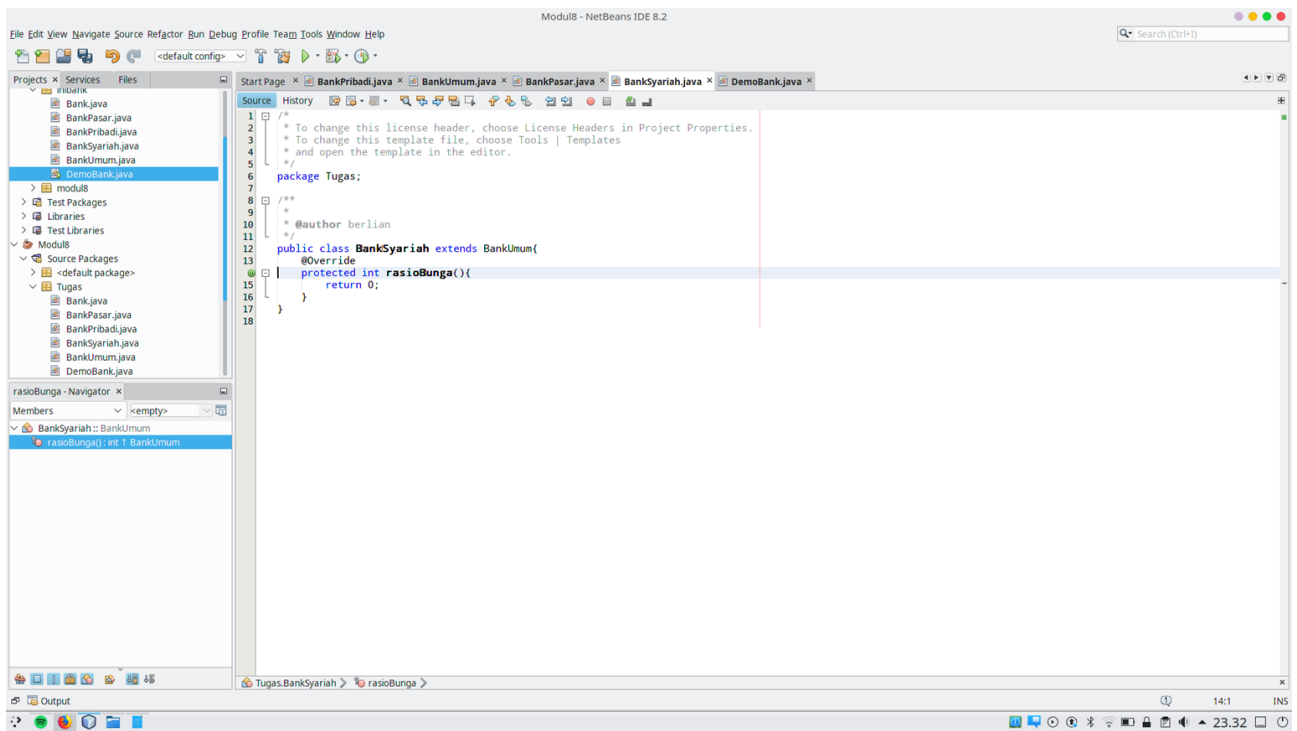 Modul8 - NetBeans IDE 8.2
File Edit View Navigate Source Refactor Run Debug Profile Team Tools Window Help
Search (Ctrl+I)
<default config>
Projects × Services Files
Start Page × BankPribadi.java × BankUmum.java × BankPasar.java × BankSyariah.java × DemoBank.java ×
Source History
inibank
Bank.java
BankPasar.java
BankPribadi.java
BankSyariah.java
BankUmum.java
DemoBank.java
modul8
Test Packages
Libraries
Test Libraries
Modul8
Source Packages
<default package>
Tugas
Bank.java
BankPasar.java
BankPribadi.java
BankSyariah.java
BankUmum.java
DemoBank.java
1 /*
2 * To change this license header, choose License Headers in Project Properties.
3 * To change this template file, choose Tools | Templates
4 * and open the template in the editor.
5 */
6 package Tugas;
7
8 /**
9 *
10 * @author berlian
11 */
12 public class BankSyariah extends BankUmum{
13 @Override
protected int rasioBunga(){
15 return 0;
16 }
17 }
18
rasioBunga - Navigator ×
Members <empty>
BankSyariah :: BankUmum
rasioBunga() : int ↑ BankUmum
Tugas.BankSyariah rasioBunga
Output
14:1 INS
23.32